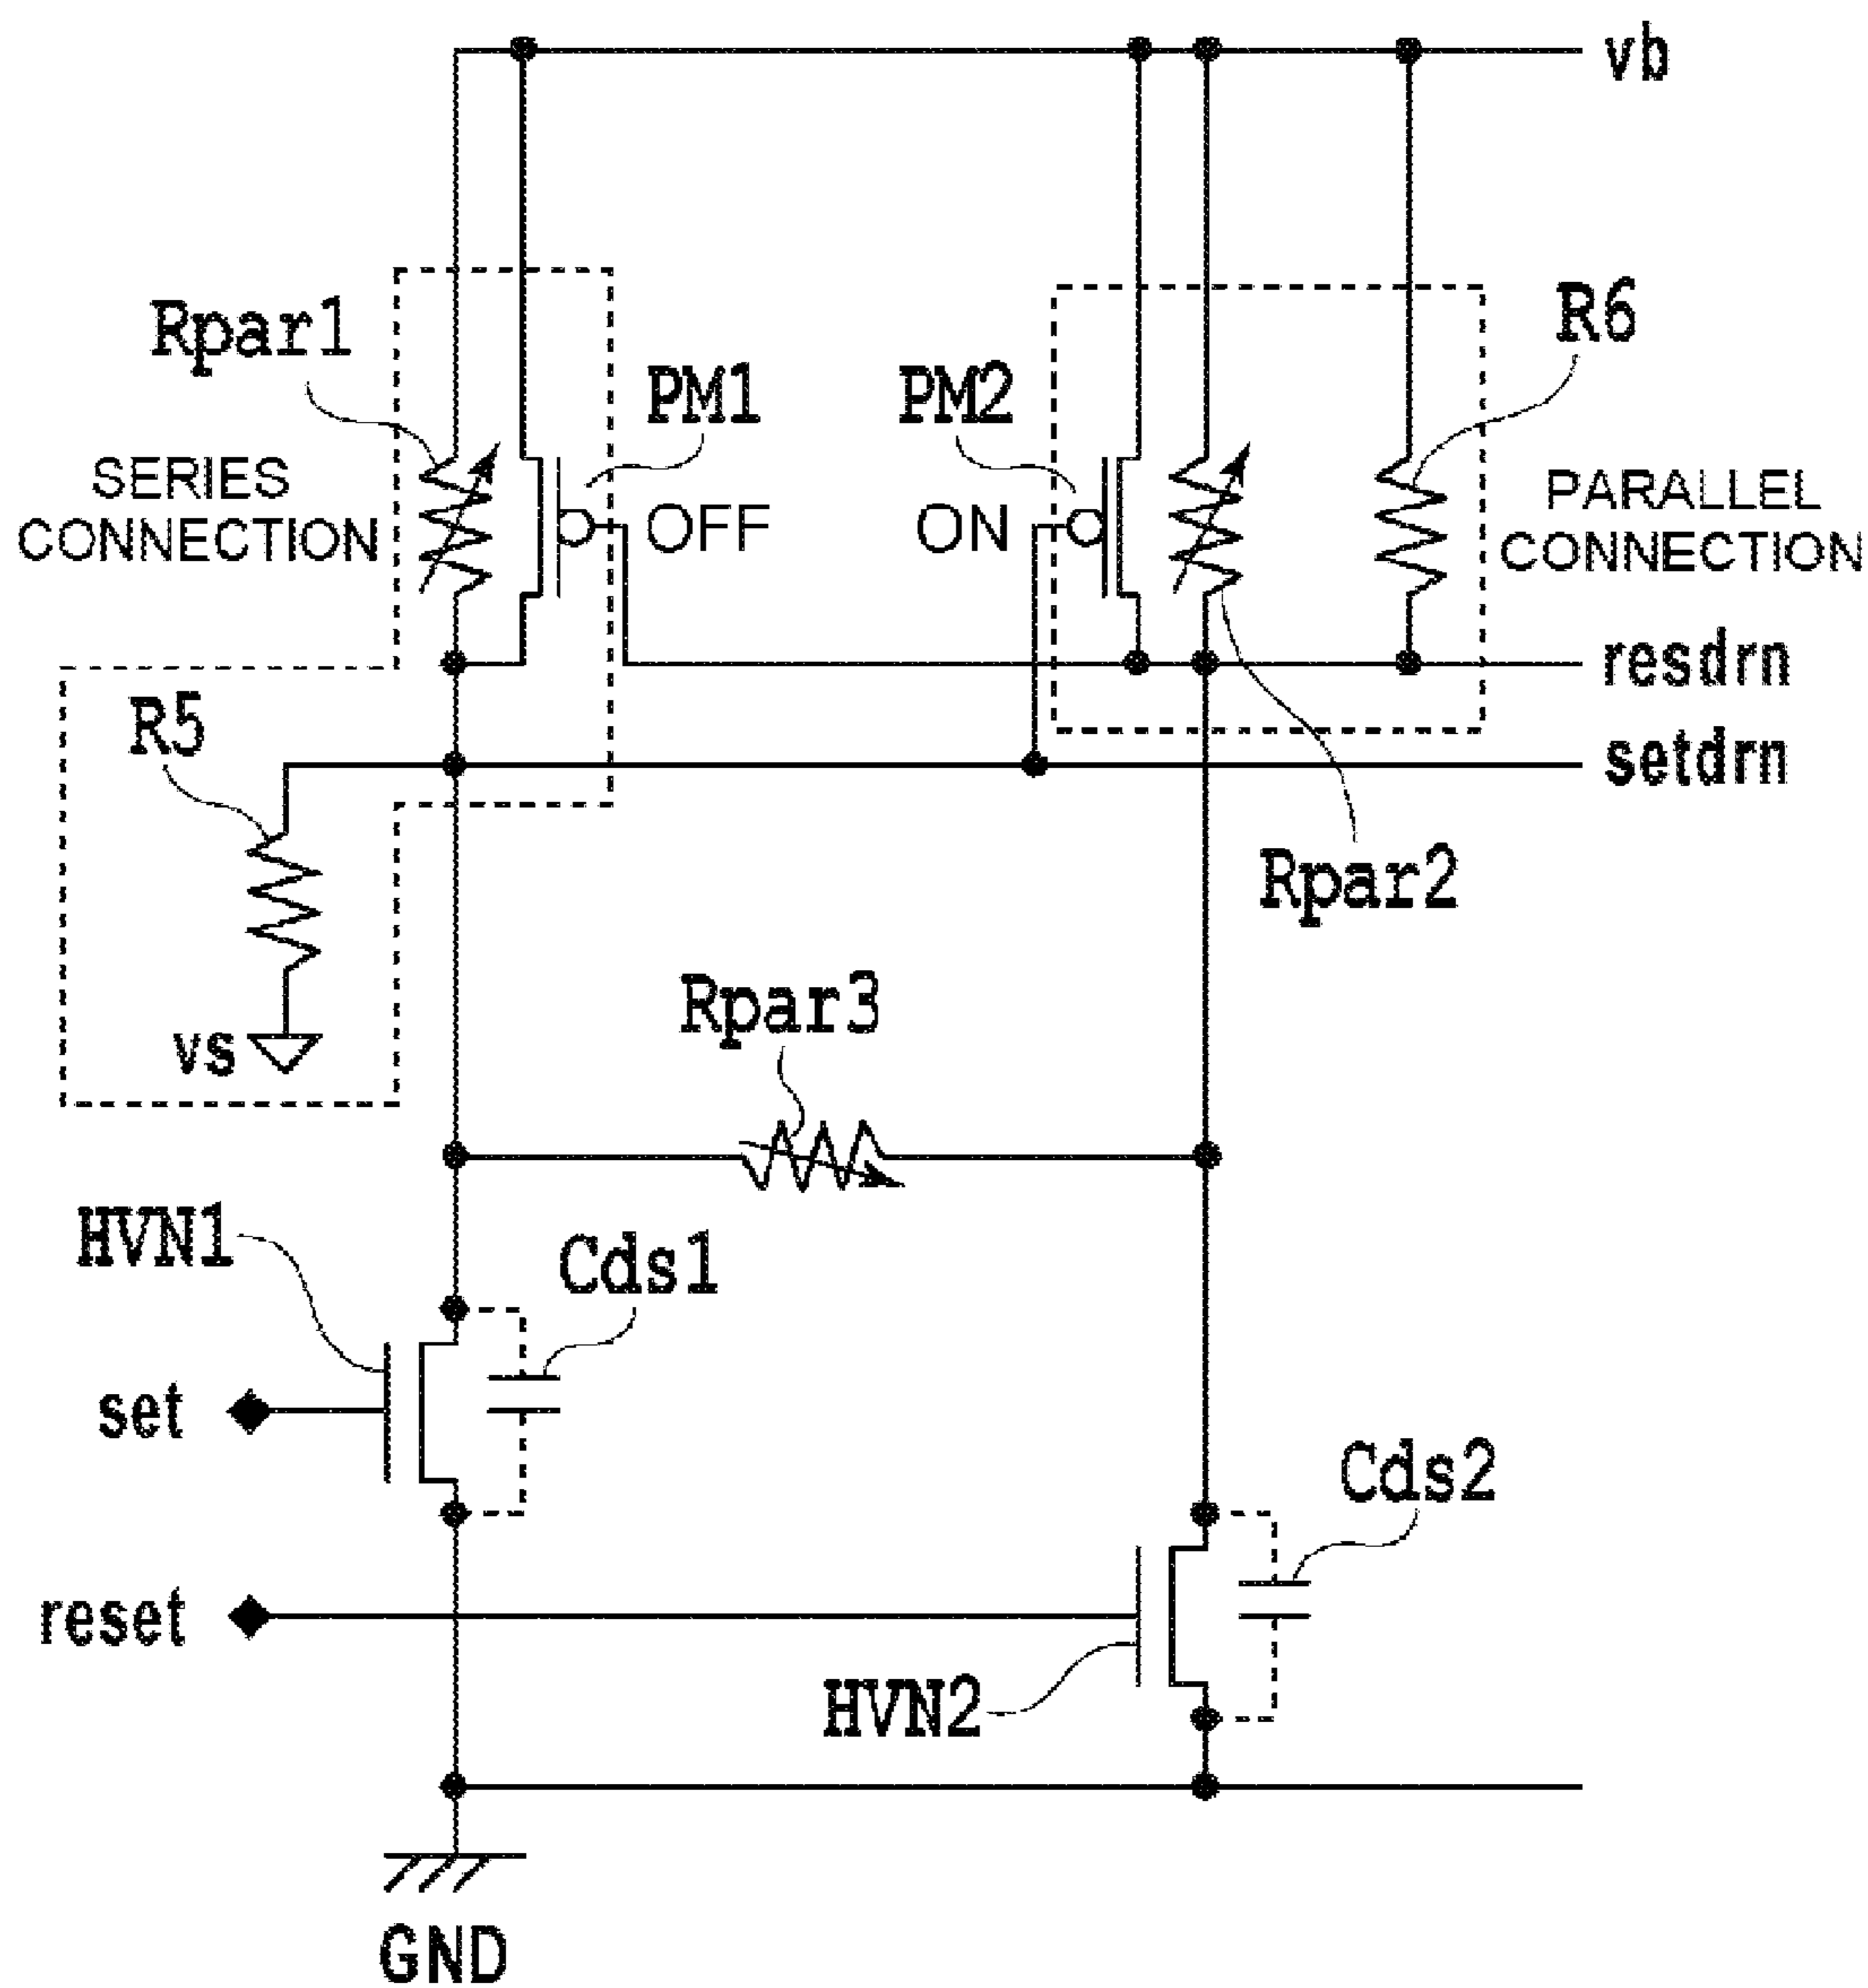 vb
Rpar1
R6
PM1
PM2
SERIES
CONNECTION
OFF
ON
PARALLEL
CONNECTION
resdrn
R5
setdrn
Rpar2
Rpar3
vs
HVN1
Cds1
set
Cds2
reset
HVN2
GND